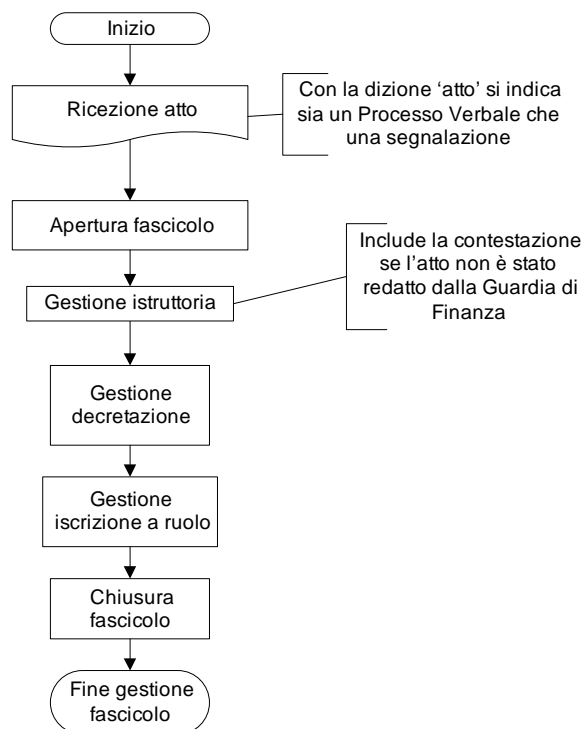 Inizio
Ricezione atto
Con la dizione ‘atto’ si indica
sia un Processo Verbale che
una segnalazione
Apertura fascicolo
Include la contestazione
se l’atto non è stato
redatto dalla Guardia di
Finanza
Gestione istruttoria
Gestione
decretazione
Gestione
iscrizione a ruolo
Chiusura
fascicolo
Fine gestione
fascicolo